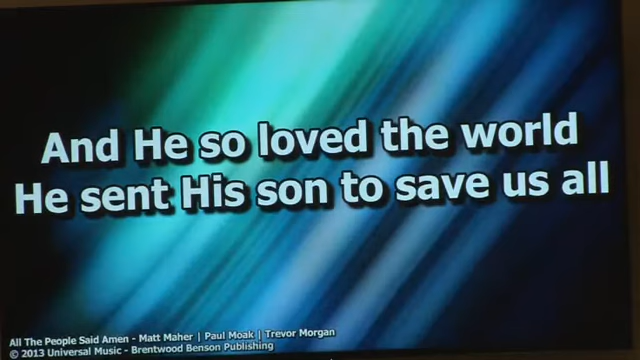 And He so loved the world
He sent His son to save us all
All The People Said Amen - Matt Maher | Paul Moak | Trevor Morgan
© 2013 Universal Music - Brentwood Benson Publishing